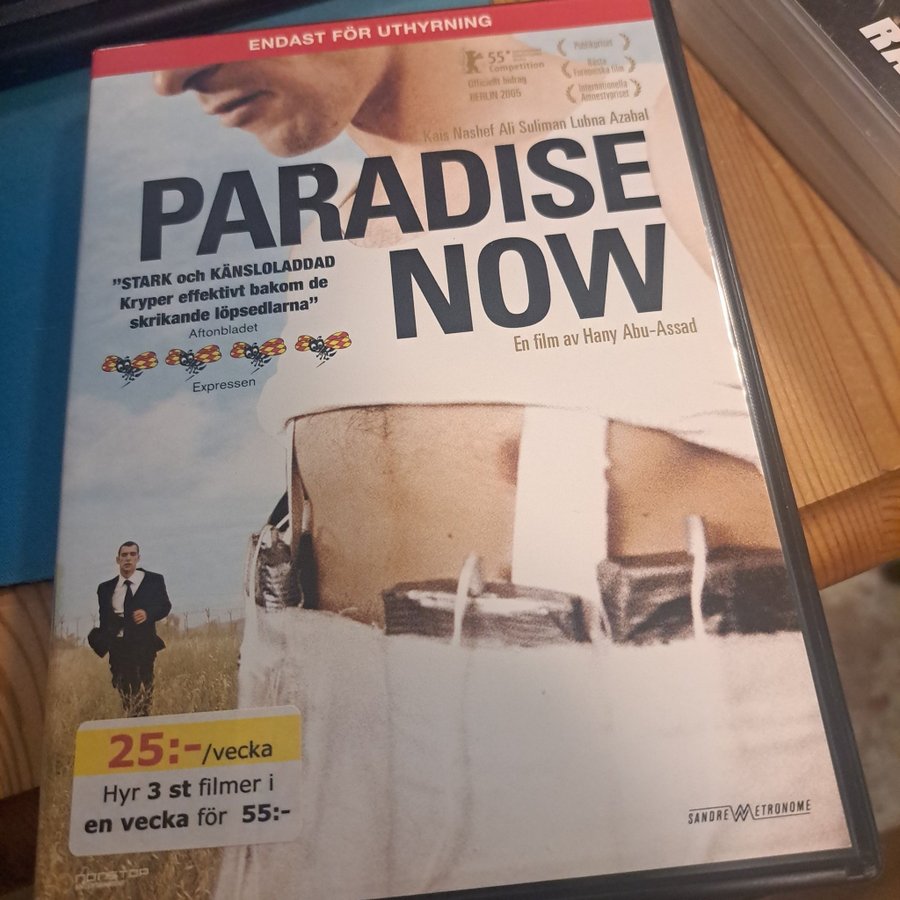 ENDAST FÖR UTHYRNING
55*
Competition
Officiellt bidrag
BERLIN 2005
Publikpriset
Bästa
Europeiska film
Internationella
Amnestypriset
Kais Nashef Ali Suliman Lubna Azabal
PARADISE
NOW
"STARK och KÄNSLOLADDAD
Kryper effektivt bakom de
skrikande löpsedlarna"
Aftonbladet
Expressen
En film av Hany Abu-Assad
25:-/vecka
Hyr 3 st filmer i
en vecka för 55:-
SANDREW METRONOME
nonstop